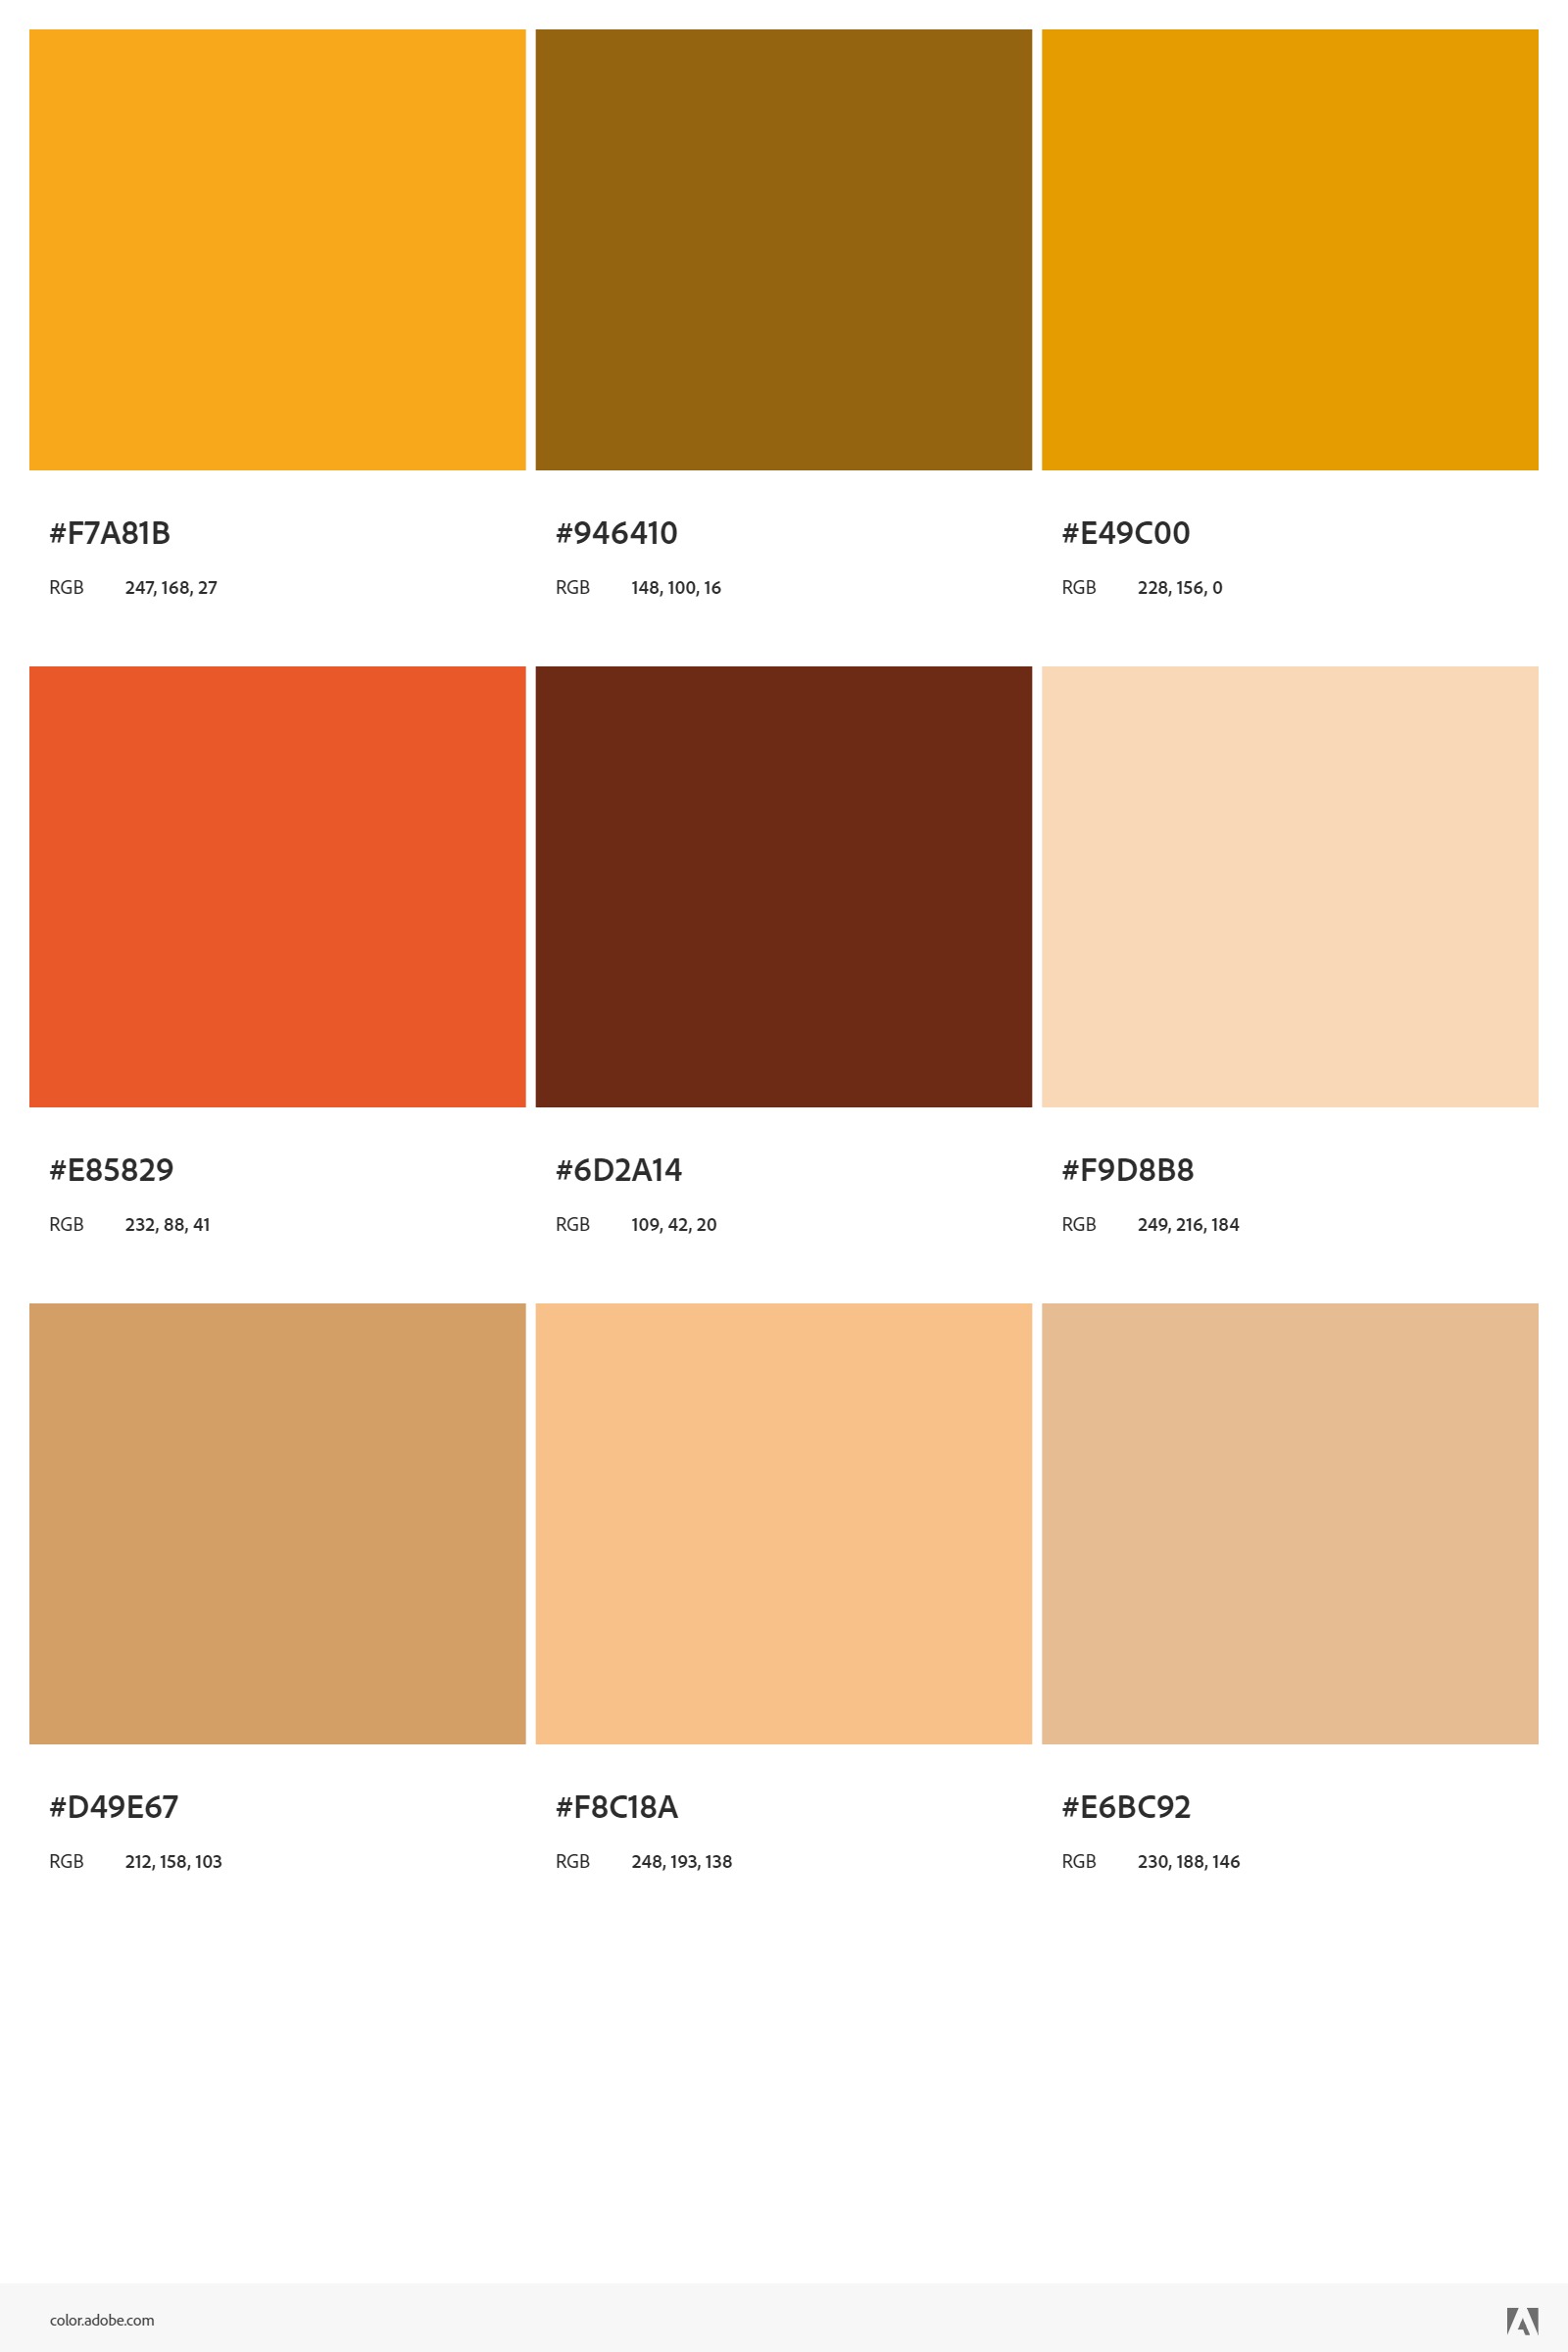 #F7A81B #946410 #E49C00
RGB 247, 168, 27 RGB 148, 100, 16 RGB 228, 156, 0
#E85829 #6D2A14 #F9D8B8
RGB 232, 88, 41 RGB 109, 42, 20 RGB 249, 216, 184
#D49E67 #F8C18A #E6BC92
RGB 212, 158, 103 RGB 248, 193, 138 RGB 230, 188, 146
color.adobe.com